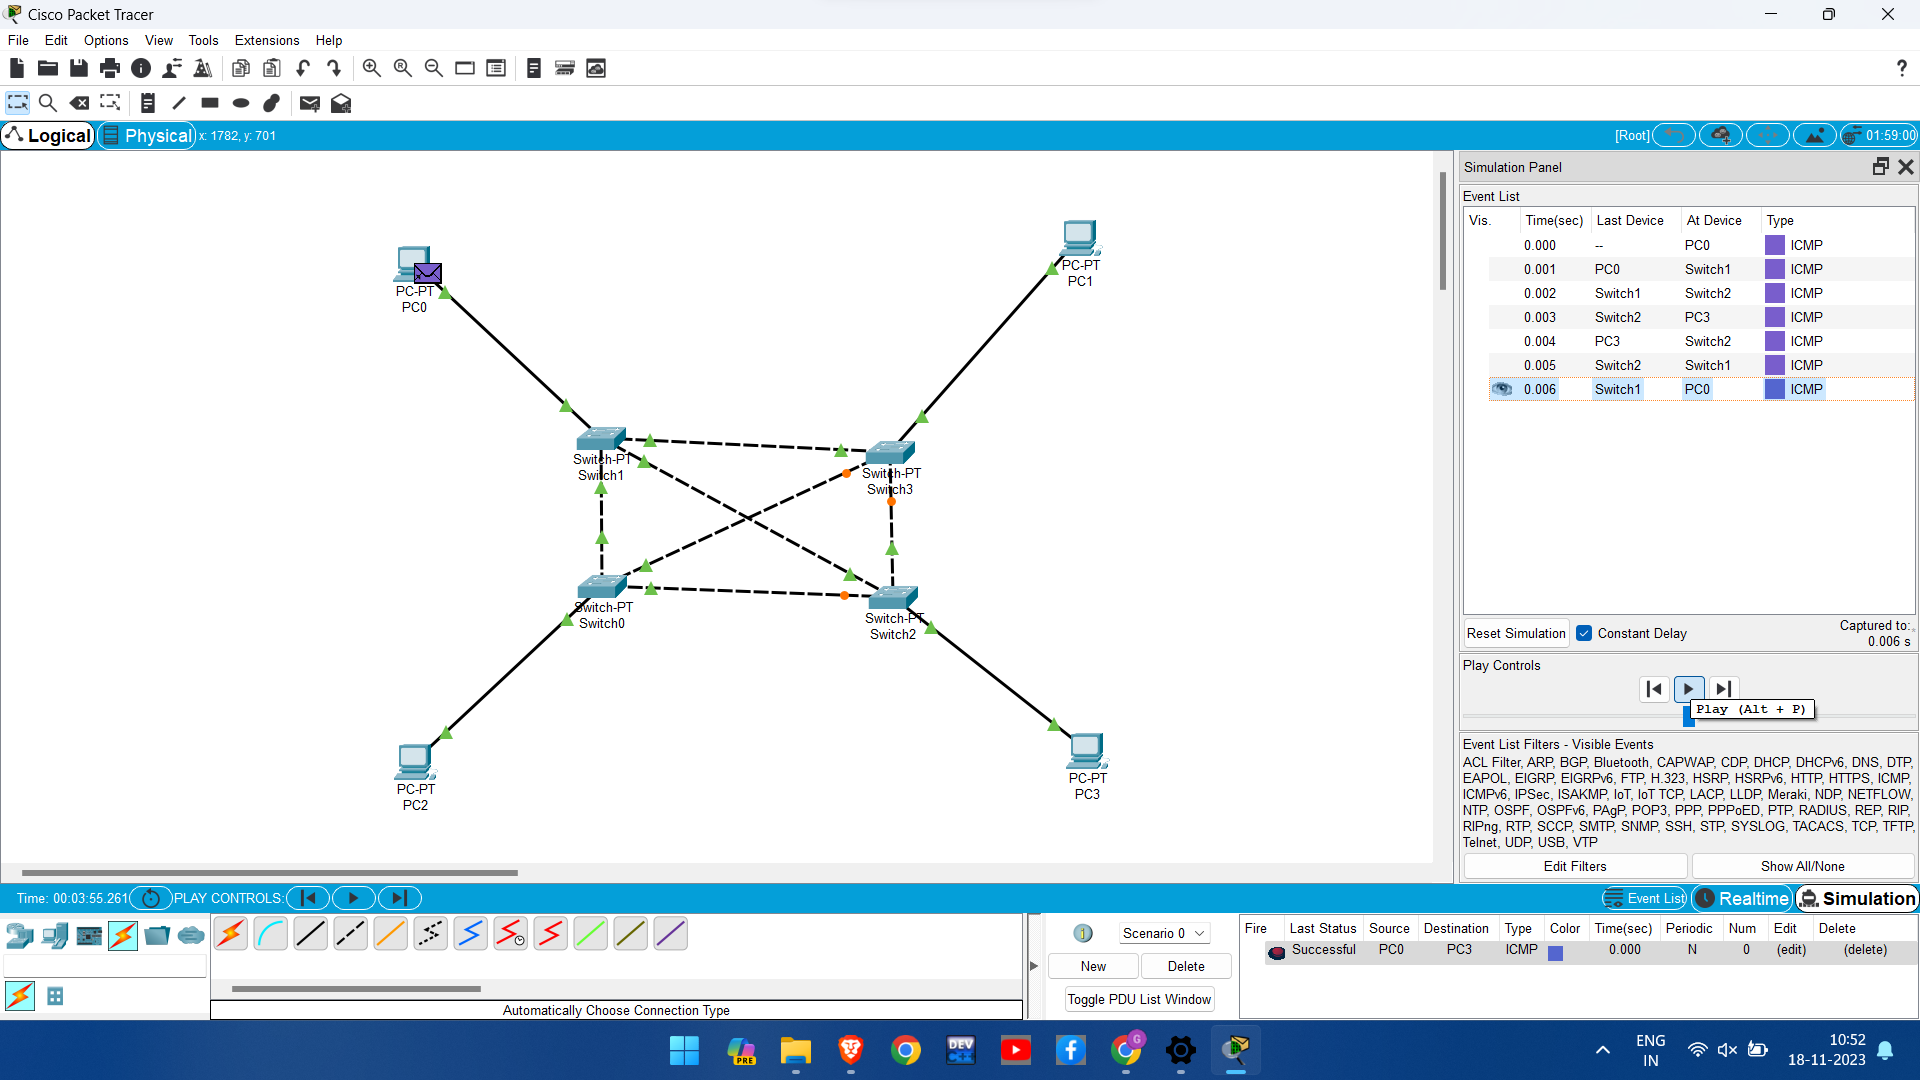 Cisco Packet Tracer
File Edit Options View Tools Extensions Help
?
Logical Physical x: 1782, y: 701 [Root] 01:59:00
Simulation Panel
Event List
Vis. Time(sec) Last Device At Device Type
0.000 -- PC0 ICMP
0.001 PC0 Switch1 ICMP
0.002 Switch1 Switch2 ICMP
0.003 Switch2 PC3 ICMP
0.004 PC3 Switch2 ICMP
0.005 Switch2 Switch1 ICMP
0.006 Switch1 PC0 ICMP
PC-PT
PC0
PC-PT
PC1
Switch-PT
Switch1
Switch-PT
Switch3
Switch-PT
Switch0
Switch-PT
Switch2
PC-PT
PC2
PC-PT
PC3
Reset Simulation Constant Delay Captured to:
0.006 s
Play Controls
Play (Alt + P)
Event List Filters - Visible Events
ACL Filter, ARP, BGP, Bluetooth, CAPWAP, CDP, DHCP, DHCPv6, DNS, DTP,
EAPOL, EIGRP, EIGRPv6, FTP, H.323, HSRP, HSRPv6, HTTP, HTTPS, ICMP,
ICMPv6, IPSec, ISAKMP, IoT, IoT TCP, LACP, LLDP, Meraki, NDP, NETFLOW,
NTP, OSPF, OSPFv6, PAgP, POP3, PPP, PPPoED, PTP, RADIUS, REP, RIP,
RIPng, RTP, SCCP, SMTP, SNMP, SSH, STP, SYSLOG, TACACS, TCP, TFTP,
Telnet, UDP, USB, VTP
Edit Filters Show All/None
Time: 00:03:55.261 PLAY CONTROLS: Event List Realtime Simulation
Scenario 0
New Delete
Toggle PDU List Window
Fire Last Status Source Destination Type Color Time(sec) Periodic Num Edit Delete
Successful PC0 PC3 ICMP 0.000 N 0 (edit) (delete)
Automatically Choose Connection Type
PRE
DEV
C++
G
ENG
IN
10:52
18-11-2023